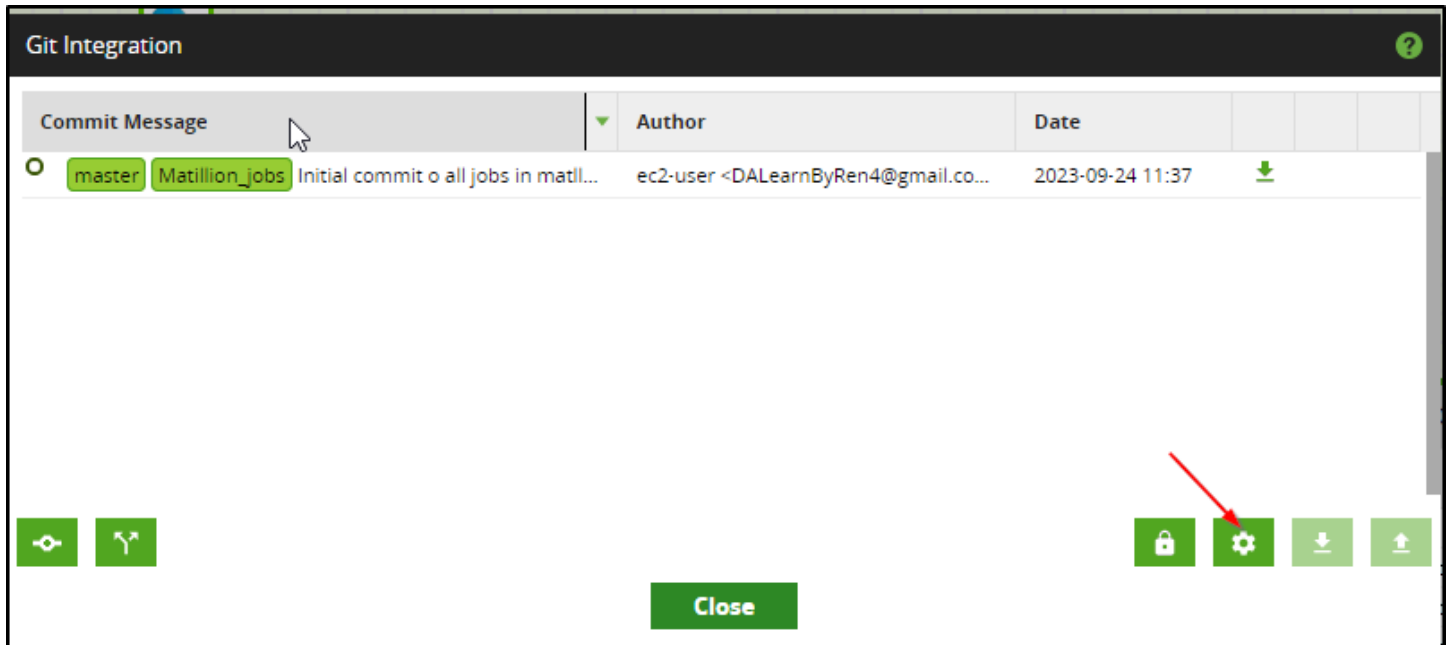 Git Integration
Commit Message Author Date
master Matillion_jobs Initial commit o all jobs in matll... ec2-user <DALearnByRen4@gmail.co... 2023-09-24 11:37
Close